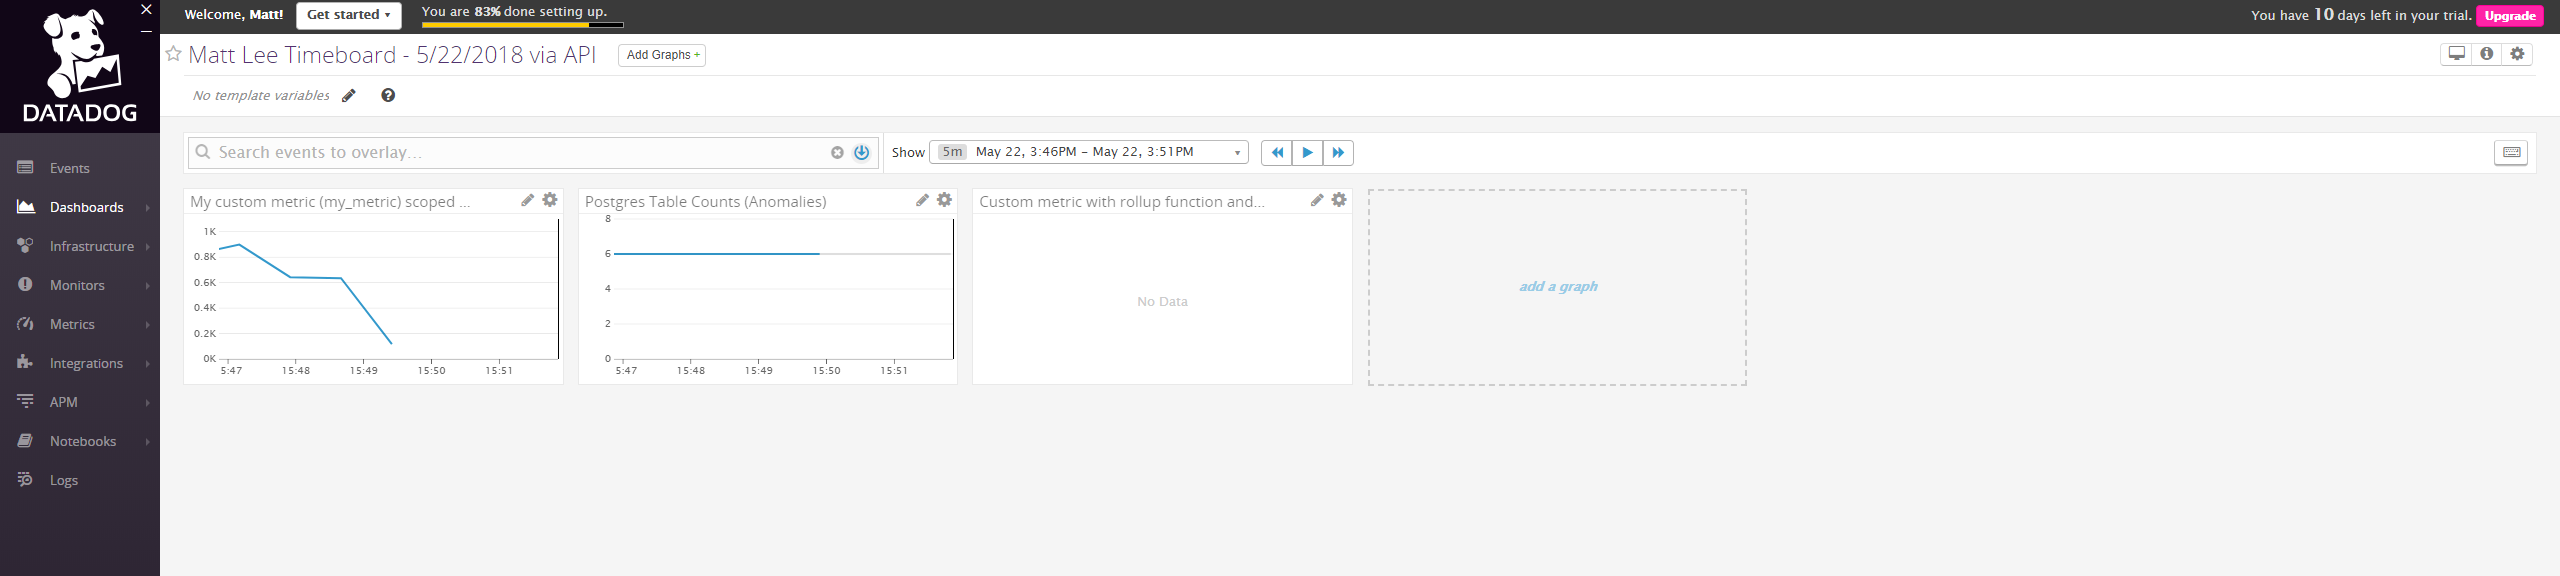 Welcome, Matt!
Get started
You are 83% done setting up.
You have 10 days left in your trial.
Upgrade
DATADOG
Events
Dashboards
Infrastructure
Monitors
Metrics
Integrations
APM
Notebooks
Logs
Matt Lee Timeboard - 5/22/2018 via API
Add Graphs +
No template variables
Search events to overlay...
Show
5m May 22, 3:46PM - May 22, 3:51PM
My custom metric (my_metric) scoped ...
1K
0.8K
0.6K
0.4K
0.2K
0K
5:47 15:48 15:49 15:50 15:51
Postgres Table Counts (Anomalies)
8
6
4
2
0
5:47 15:48 15:49 15:50 15:51
Custom metric with rollup function and...
No Data
add a graph